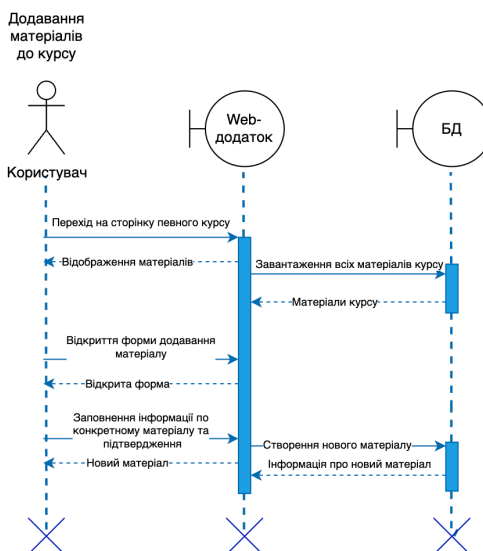 Додавання
матеріалів
до курсу
Користувач
Web-
додаток
БД
Перехід на сторінку певного курсу
Відображення матеріалів
Завантаження всіх матеріалів курсу
Матеріали курсу
Відкриття форми додавання
матеріалу
Відкрита форма
Заповнення інформації по
конкретному матеріалу та
підтвердження
Створення нового матеріалу
Новий матеріал
Інформація про новий матеріал